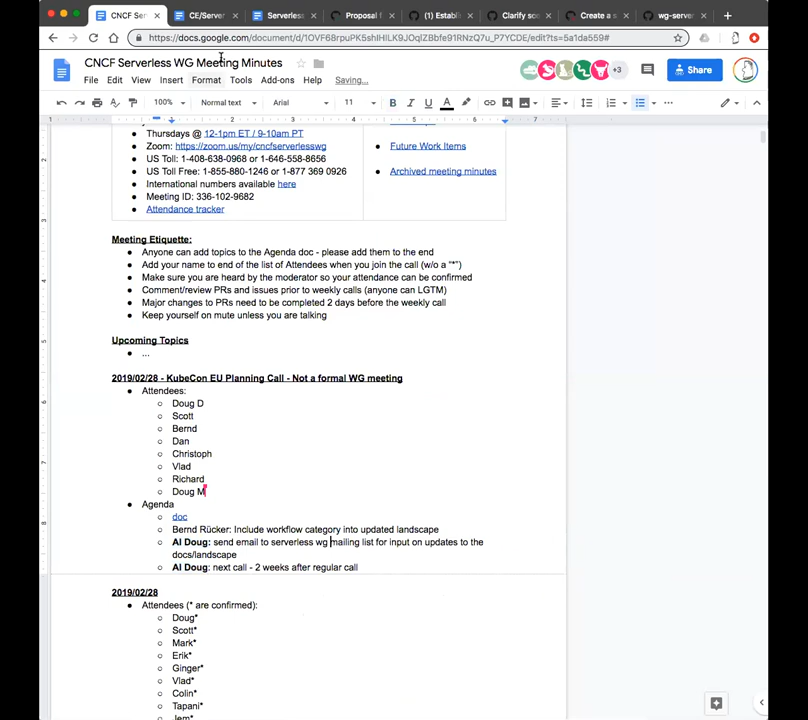 CNCF Serv
CE/Server
Serverless
Proposal f
(1) Establi
Clarify sco
Create a s
wg-server
https://docs.google.com/document/d/1OVF68rpuPK5shIHILK9JOqlZBbfe91RNzQ7u_P7YCDE/edit?ts=5a1da559#
CNCF Serverless WG Meeting Minutes
File Edit View Insert Format Tools Add-ons Help Saving...
+3
Share
100% Normal text Arial 11 B I U A
1 1 2 3 4 5 6 7
Thursdays @ 12-1pm ET / 9-10am PT
Zoom: https://zoom.us/my/cncfserverlesswg
US Toll: 1-408-638-0968 or 1-646-558-8656
US Toll Free: 1-855-880-1246 or 1-877 369 0926
International numbers available here
Meeting ID: 336-102-9682
Attendance tracker
Future Work Items
Archived meeting minutes
Meeting Etiquette:
Anyone can add topics to the Agenda doc - please add them to the end
Add your name to end of the list of Attendees when you join the call (w/o a "*")
Make sure you are heard by the moderator so your attendance can be confirmed
Comment/review PRs and issues prior to weekly calls (anyone can LGTM)
Major changes to PRs need to be completed 2 days before the weekly call
Keep yourself on mute unless you are talking
Upcoming Topics
...
2019/02/28 - KubeCon EU Planning Call - Not a formal WG meeting
Attendees:
Doug D
Scott
Bernd
Dan
Christoph
Vlad
Richard
Doug M
Agenda
doc
Bernd Rücker: Include workflow category into updated landscape
AI Doug: send email to serverless wg mailing list for input on updates to the
docs/landscape
AI Doug: next call - 2 weeks after regular call
2019/02/28
Attendees (* are confirmed):
Doug*
Scott*
Mark*
Erik*
Ginger*
Vlad*
Colin*
Tapani*
Jem*